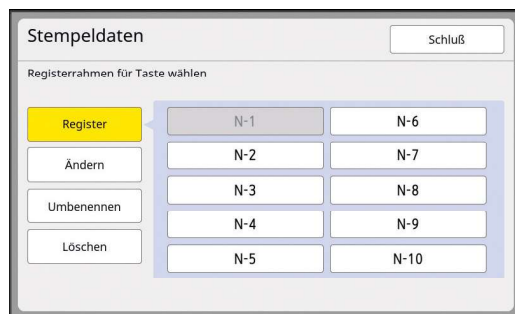 Stempeldaten
Schluß
Registerrahmen für Taste wählen
Register
Ändern
Umbenennen
Löschen
N-1
N-6
N-2
N-7
N-3
N-8
N-4
N-9
N-5
N-10